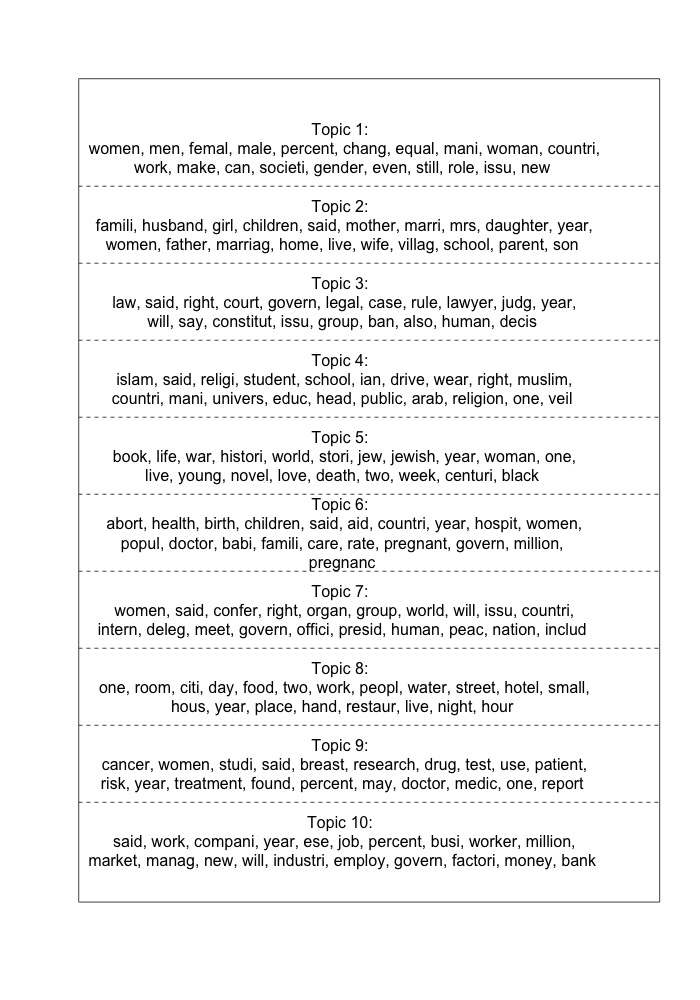 Topic 1:
women, men, femal, male, percent, chang, equal, mani, woman, countri,
work, make, can, societi, gender, even, still, role, issu, new
Topic 2:
famili, husband, girl, children, said, mother, marri, mrs, daughter, year,
women, father, marriag, home, live, wife, villag, school, parent, son
Topic 3:
law, said, right, court, govern, legal, case, rule, lawyer, judg, year,
will, say, constitut, issu, group, ban, also, human, decis
Topic 4:
islam, said, religi, student, school, ian, drive, wear, right, muslim,
countri, mani, univers, educ, head, public, arab, religion, one, veil
Topic 5:
book, life, war, histori, world, stori, jew, jewish, year, woman, one,
live, young, novel, love, death, two, week, centuri, black
Topic 6:
abort, health, birth, children, said, aid, countri, year, hospit, women,
popul, doctor, babi, famili, care, rate, pregnant, govern, million,
pregnanc
Topic 7:
women, said, confer, right, organ, group, world, will, issu, countri,
intern, deleg, meet, govern, offici, presid, human, peac, nation, includ
Topic 8:
one, room, citi, day, food, two, work, peopl, water, street, hotel, small,
hous, year, place, hand, restaur, live, night, hour
Topic 9:
cancer, women, studi, said, breast, research, drug, test, use, patient,
risk, year, treatment, found, percent, may, doctor, medic, one, report
Topic 10:
said, work, compani, year, ese, job, percent, busi, worker, million,
market, manag, new, will, industri, employ, govern, factori, money, bank